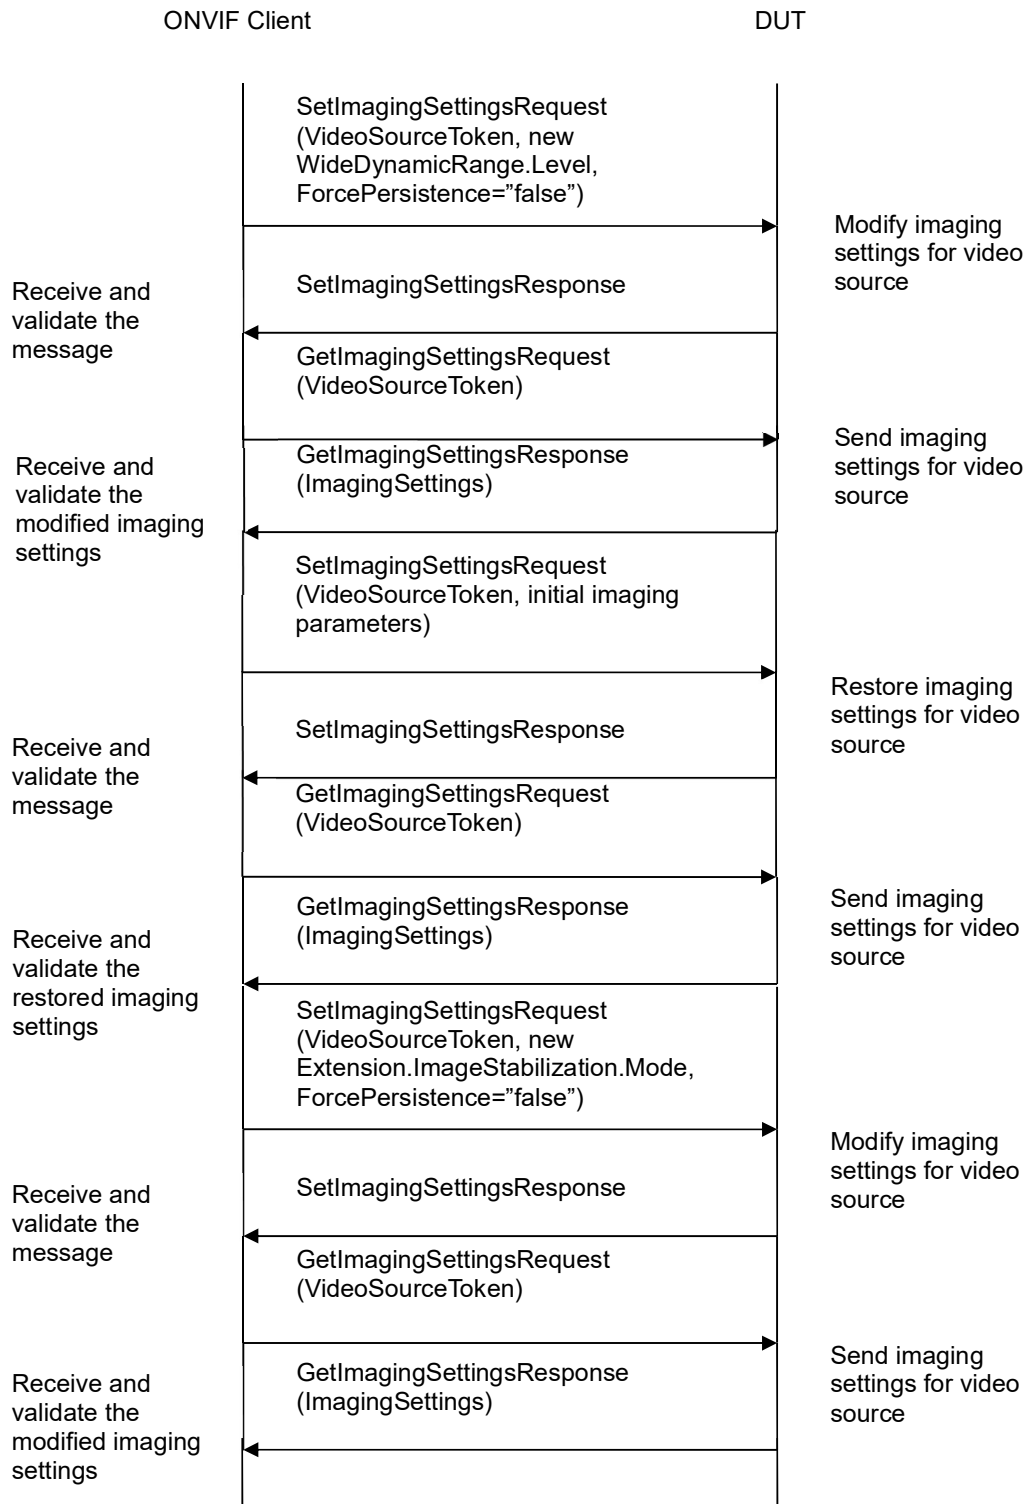 ONVIF Client
DUT
SetImagingSettingsRequest
(VideoSourceToken, new
WideDynamicRange.Level,
ForcePersistence=”false”)
Modify imaging
settings for video
source
SetImagingSettingsResponse
Receive and
validate the
message
GetImagingSettingsRequest
(VideoSourceToken)
Send imaging
settings for video
source
GetImagingSettingsResponse
(ImagingSettings)
Receive and
validate the
modified imaging
settings
SetImagingSettingsRequest
(VideoSourceToken, initial imaging
parameters)
Restore imaging
settings for video
source
SetImagingSettingsResponse
Receive and
validate the
message
GetImagingSettingsRequest
(VideoSourceToken)
Send imaging
settings for video
source
GetImagingSettingsResponse
(ImagingSettings)
Receive and
validate the
restored imaging
settings
SetImagingSettingsRequest
(VideoSourceToken, new
Extension.ImageStabilization.Mode,
ForcePersistence=”false”)
Modify imaging
settings for video
source
SetImagingSettingsResponse
Receive and
validate the
message
GetImagingSettingsRequest
(VideoSourceToken)
Send imaging
settings for video
source
GetImagingSettingsResponse
(ImagingSettings)
Receive and
validate the
modified imaging
settings